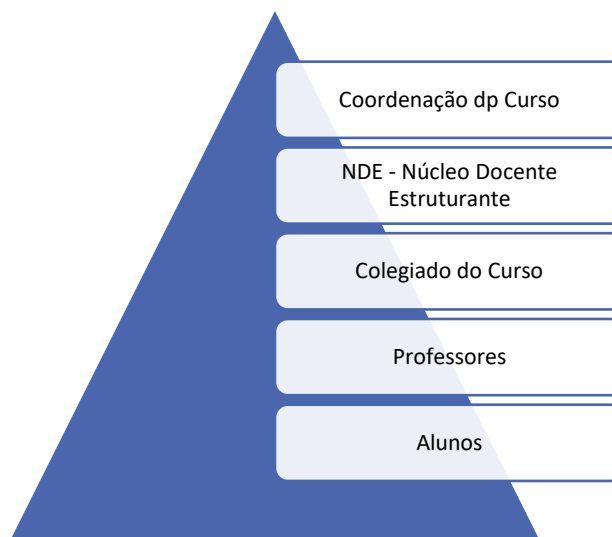 Coordenação dp Curso
NDE - Núcleo Docente
Estruturante
Colegiado do Curso
Professores
Alunos